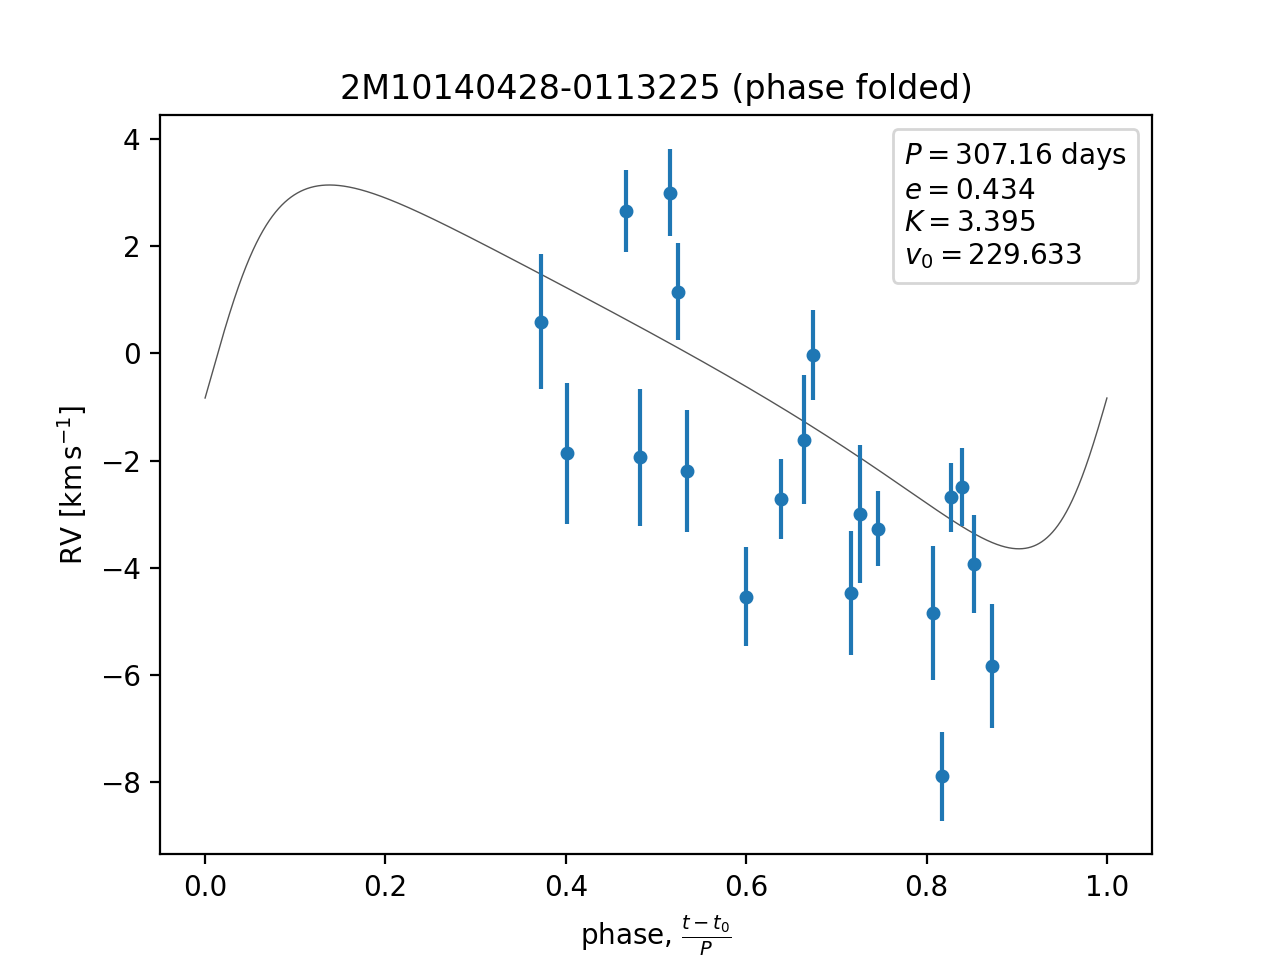 2M10140428-0113225 (phase folded)
P = 307.16 days
e = 0.434
K = 3.395
v₀ = 229.633
4
2
0
−2
−4
−6
−8
RV [km s⁻¹]
0.0 0.2 0.4 0.6 0.8 1.0
phase, (t − t₀)/P